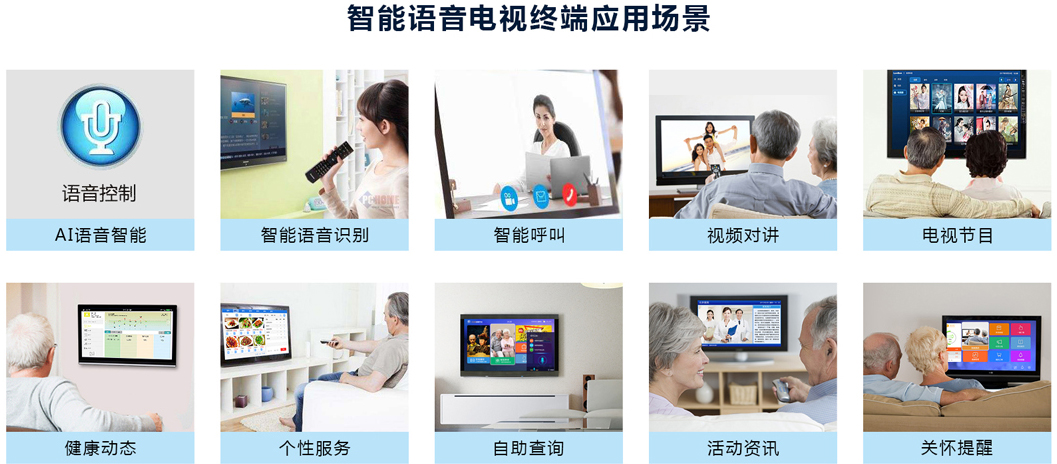 智能语音电视终端应用场景
语音控制
AI语音智能
智能语音识别
智能呼叫
视频对讲
电视节目
健康动态
个性服务
自助查询
活动资讯
关怀提醒